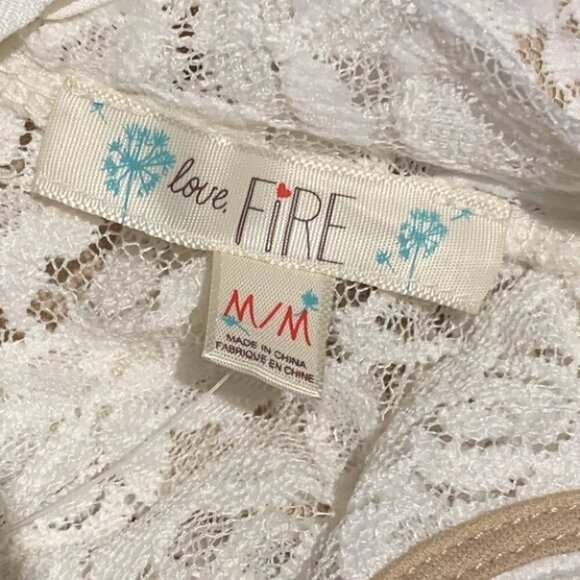 love, FiRE
M/M
MADE IN CHINA
FABRIQUE EN CHINE